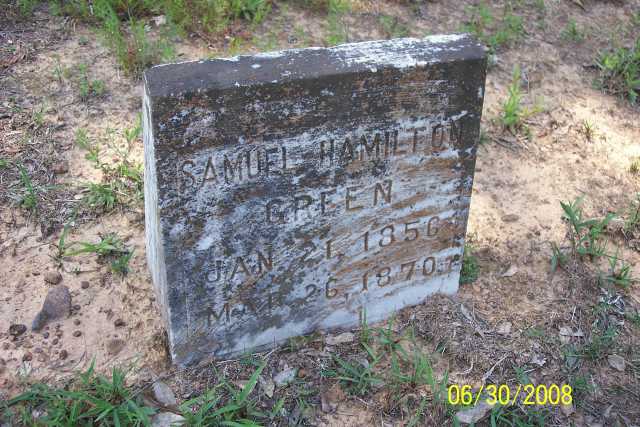 SAMUEL HAMILTON
GREEN
JAN 21, 1856
MAR 26, 1870
06/30/2008